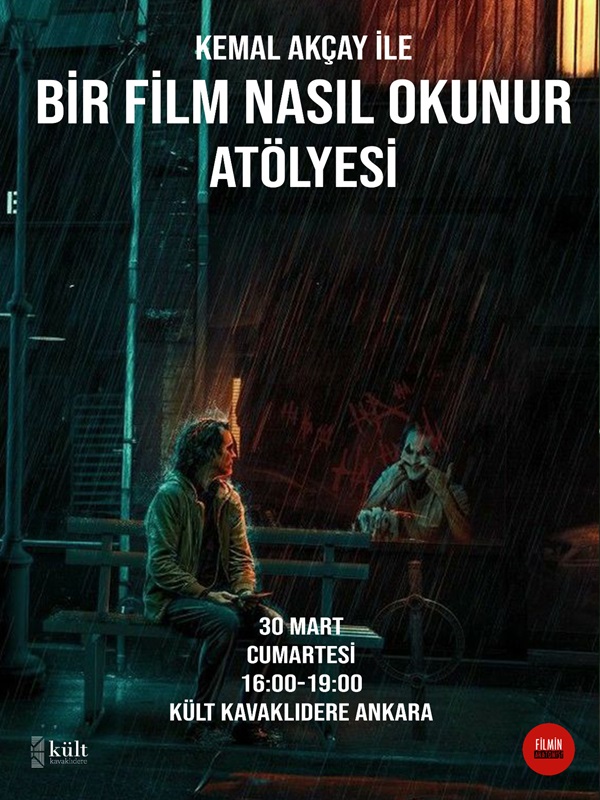 KEMAL AKÇAY İLE
BİR FİLM NASIL OKUNUR
ATÖLYESİ
E
30 MART
CUMARTESİ
16:00-19:00
KÜLT KAVAKLIDERE ANKARA
kült
kavaklıdere
FİLMİN